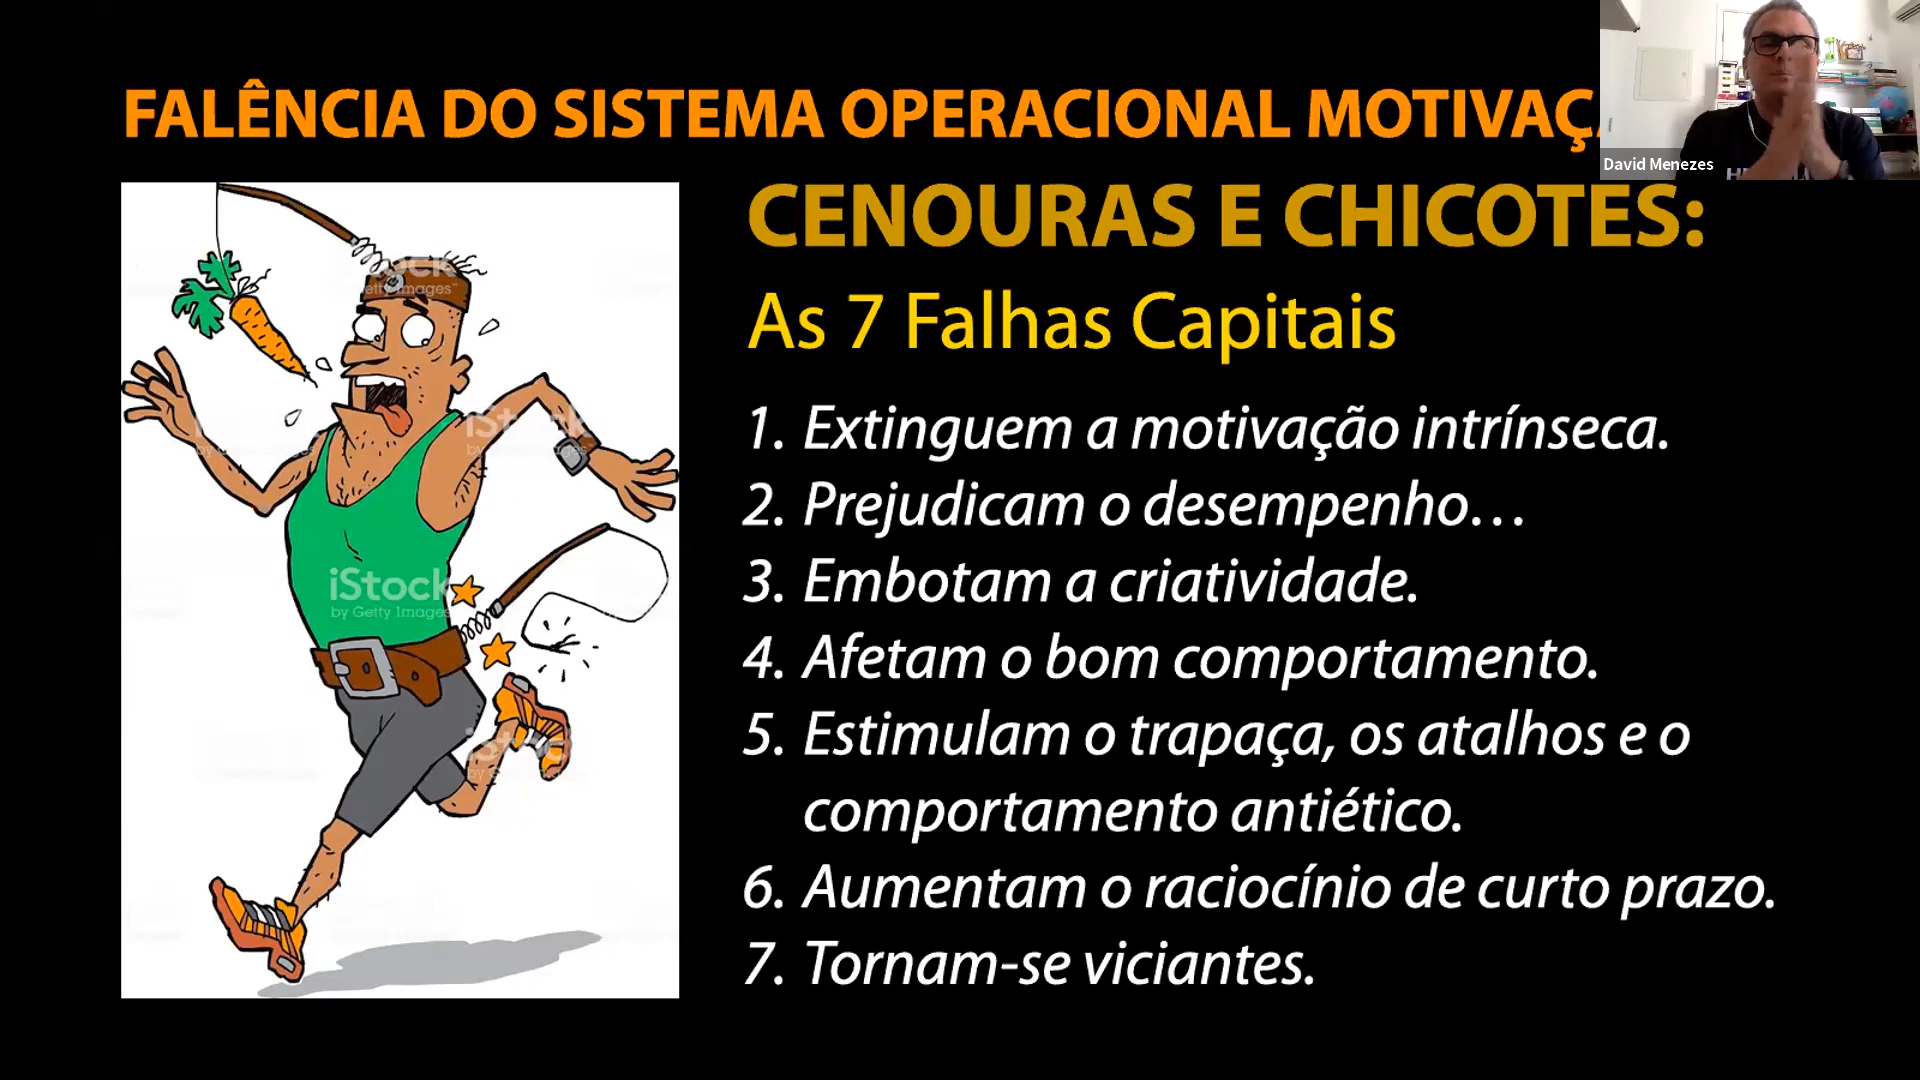 FALÊNCIA DO SISTEMA OPERACIONAL MOTIVAÇ
David Menezes
CENOURAS E CHICOTES:
As 7 Falhas Capitais
1. Extinguem a motivação intrínseca.
2. Prejudicam o desempenho...
3. Embotam a criatividade.
4. Afetam o bom comportamento.
5. Estimulam o trapaça, os atalhos e o
comportamento antiético.
6. Aumentam o raciocínio de curto prazo.
7. Tornam-se viciantes.
iStock
by Getty Images